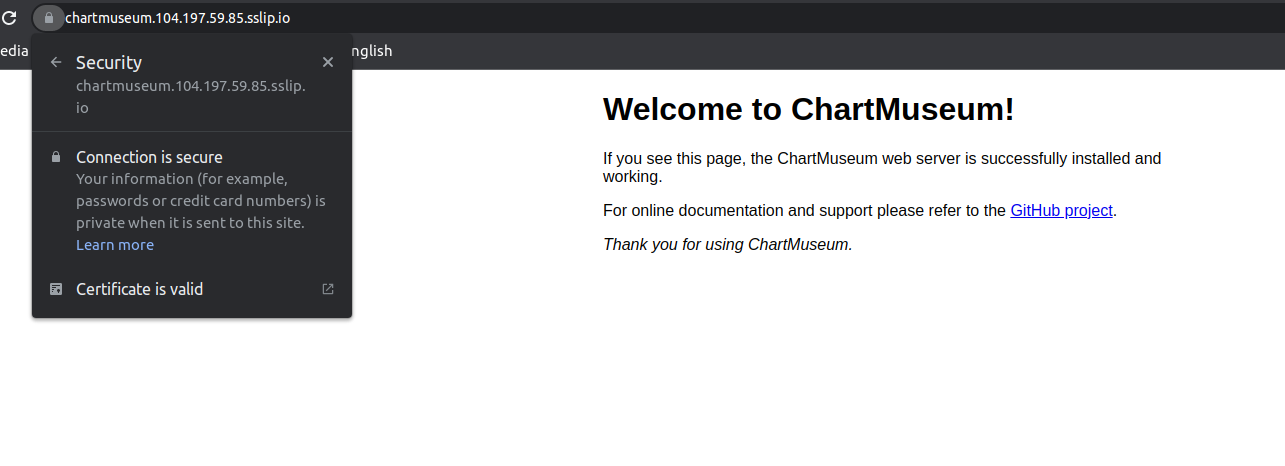 chartmuseum.104.197.59.85.sslip.io
edia
nglish
Security
chartmuseum.104.197.59.85.sslip.
io
Connection is secure
Your information (for example,
passwords or credit card numbers) is
private when it is sent to this site.
Learn more
Certificate is valid
Welcome to ChartMuseum!
If you see this page, the ChartMuseum web server is successfully installed and
working.
For online documentation and support please refer to the GitHub project.
Thank you for using ChartMuseum.